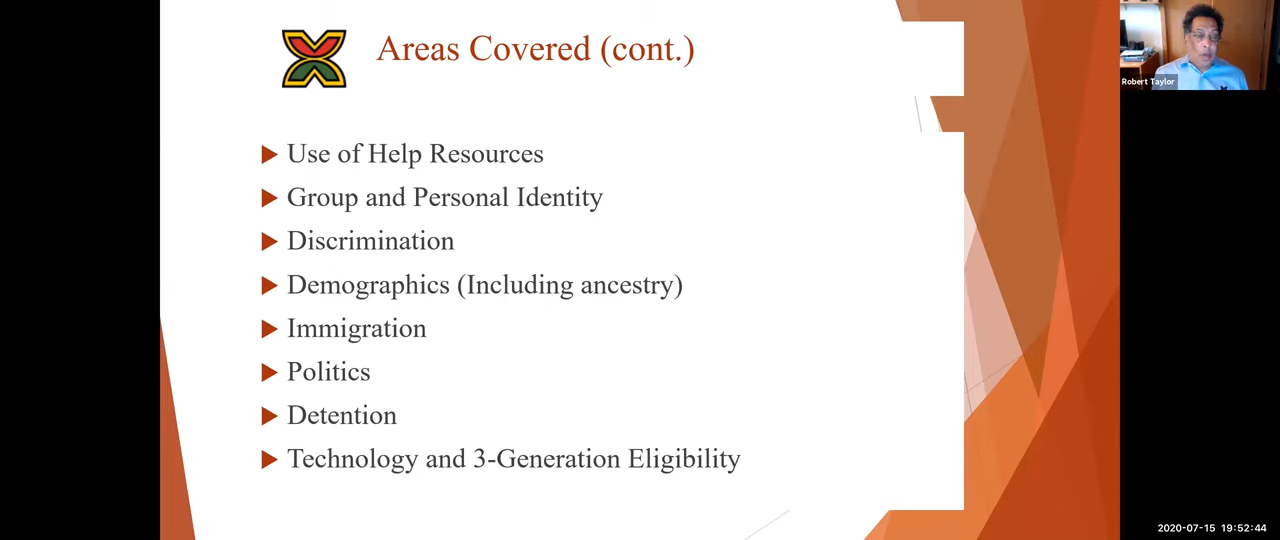 Areas Covered (cont.)
Use of Help Resources
Group and Personal Identity
Discrimination
Demographics (Including ancestry)
Immigration
Politics
Detention
Technology and 3-Generation Eligibility
Robert Taylor
2020-07-15 19:52:44